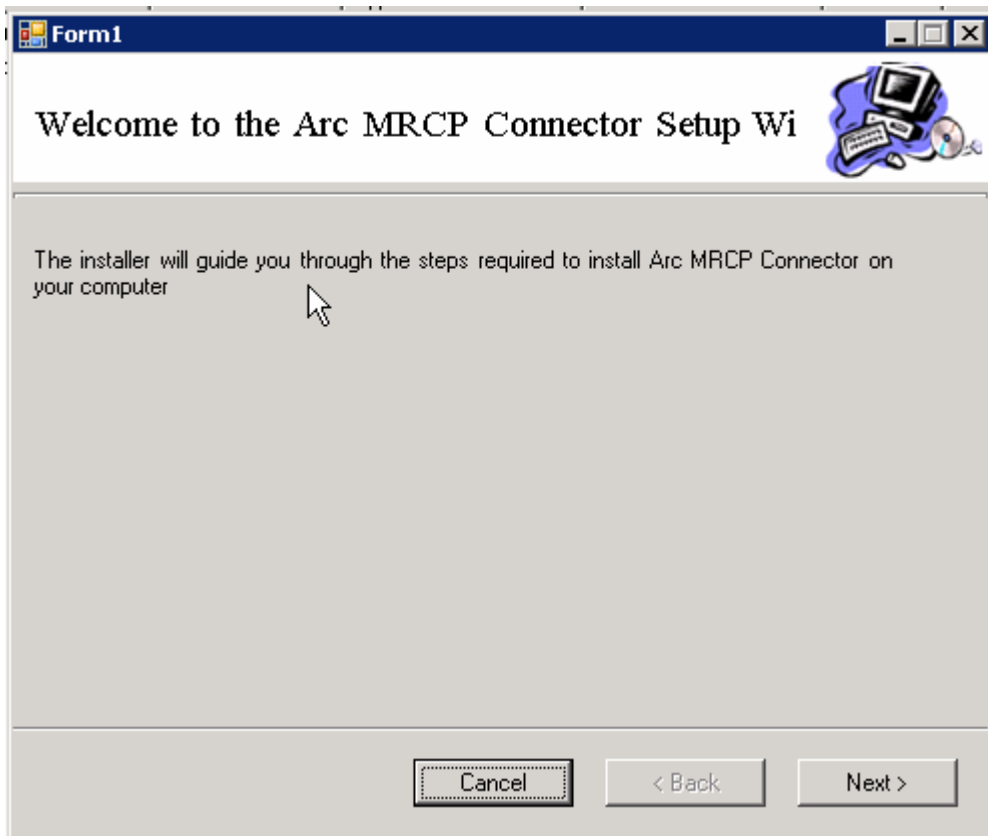 Form1
Welcome to the Arc MRCP Connector Setup Wi
The installer will guide you through the steps required to install Arc MRCP Connector on
your computer
Cancel
< Back
Next >